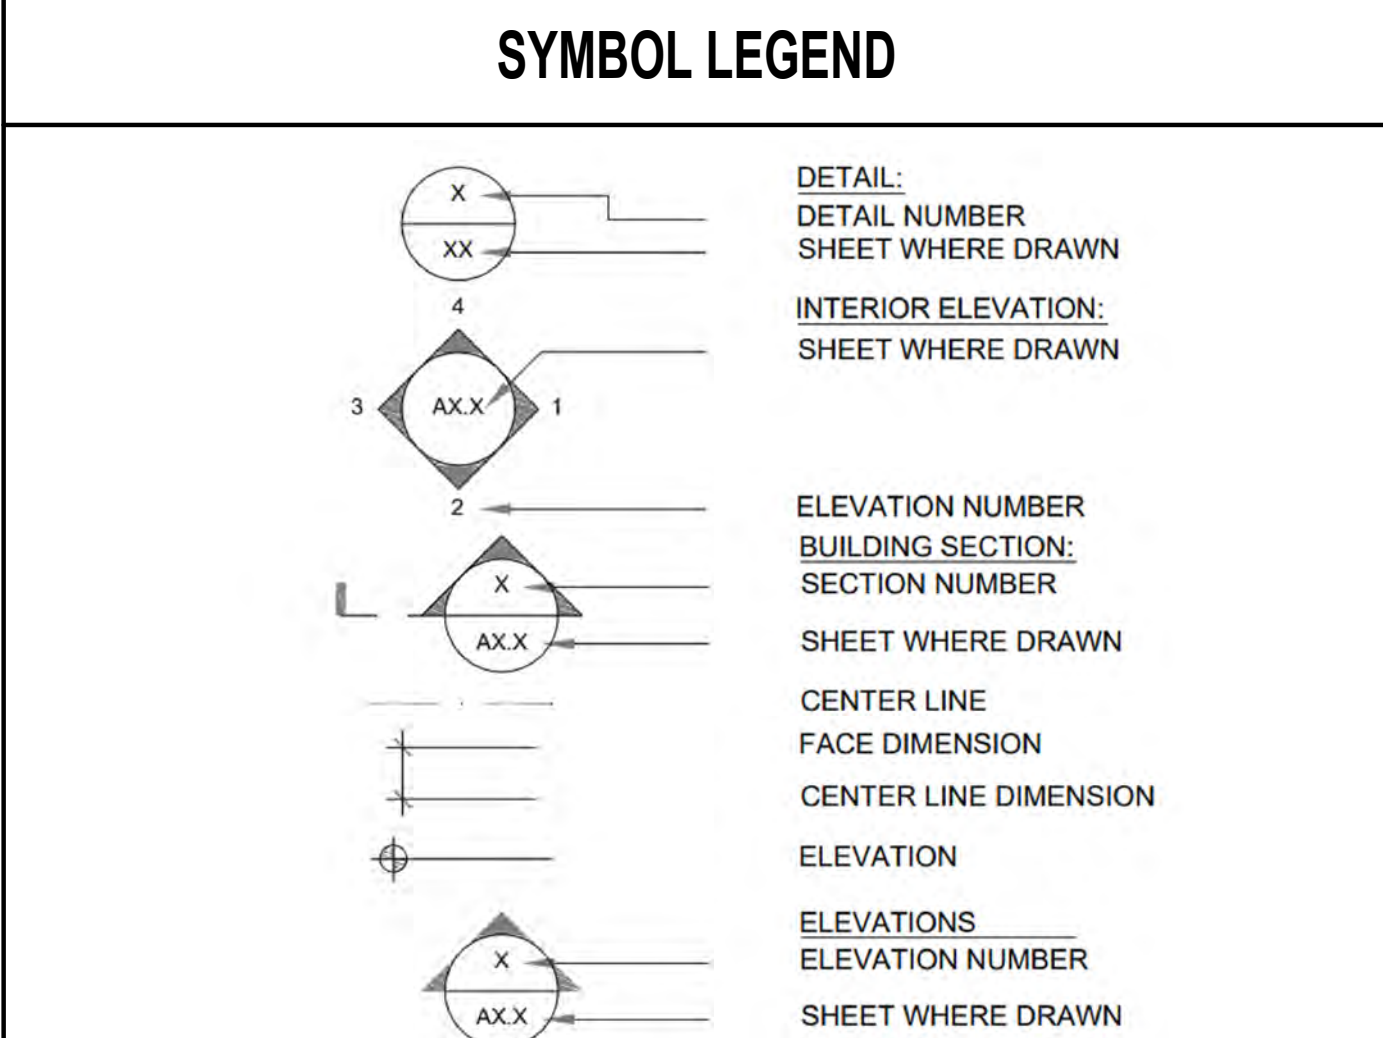 SYMBOL LEGEND
X
DETAIL:
DETAIL NUMBER
XX
SHEET WHERE DRAWN
4
INTERIOR ELEVATION:
SHEET WHERE DRAWN
3 AX.X 1
2
ELEVATION NUMBER
BUILDING SECTION:
X
SECTION NUMBER
AX.X
SHEET WHERE DRAWN
CENTER LINE
FACE DIMENSION
CENTER LINE DIMENSION
ELEVATION
ELEVATIONS
X
ELEVATION NUMBER
AX.X
SHEET WHERE DRAWN